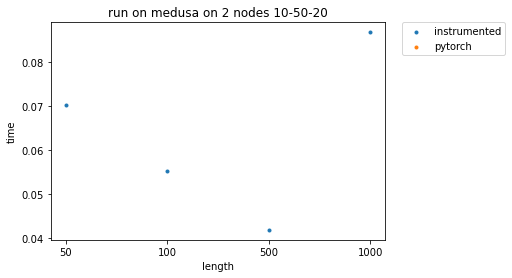 run on medusa on 2 nodes 10-50-20
instrumented
pytorch
0.08
0.07
0.06
0.05
0.04
time
50 100 500 1000
length